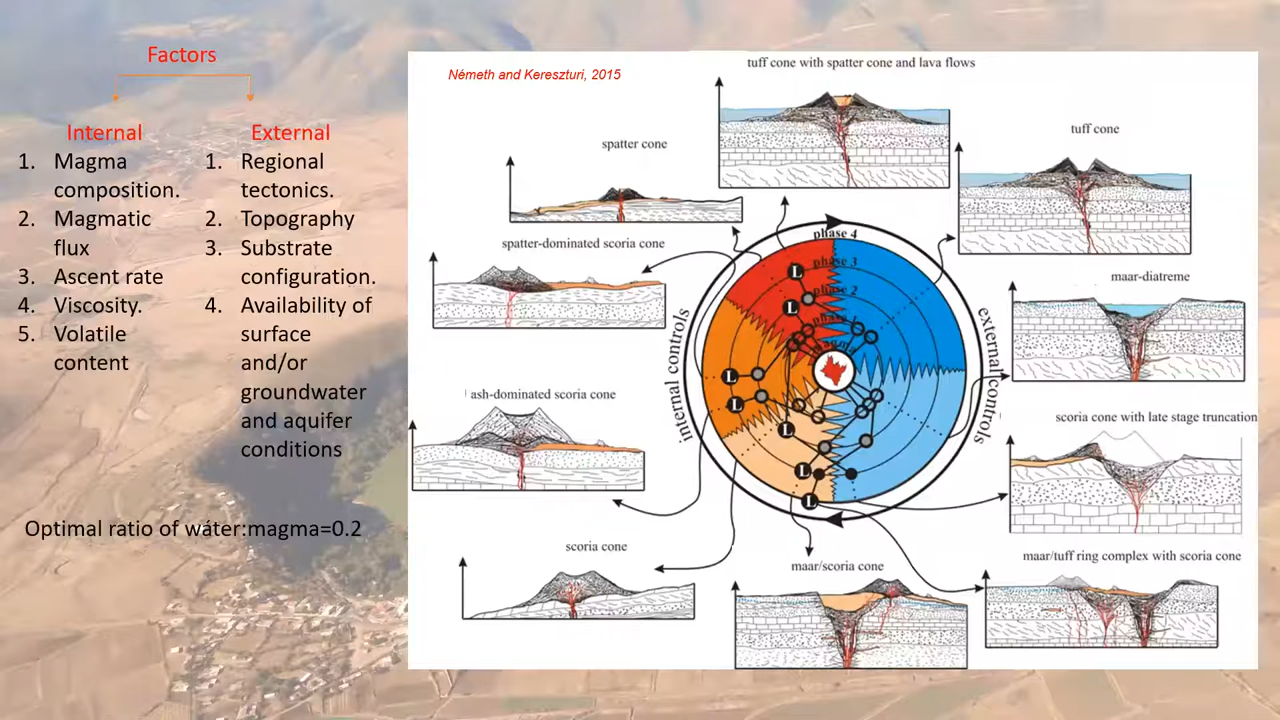 Factors
Internal
1. Magma
composition.
2. Magmatic
flux
3. Ascent rate
4. Viscosity.
5. Volatile
content
External
1. Regional
tectonics.
2. Topography
3. Substrate
configuration.
4. Availability of
surface
and/or
groundwater
and aquifer
conditions
Optimal ratio of wáter:magma=0.2
Németh and Kereszturi, 2015
tuff cone with spatter cone and lava flows
spatter cone
tuff cone
spatter-dominated scoria cone
maar-diatreme
ash-dominated scoria cone
scoria cone with late stage truncation
scoria cone
maar/scoria cone
maar/tuff ring complex with scoria cone
internal controls
external controls
phase 4
phase 3
phase 2
L
L
L
L
L
L
L